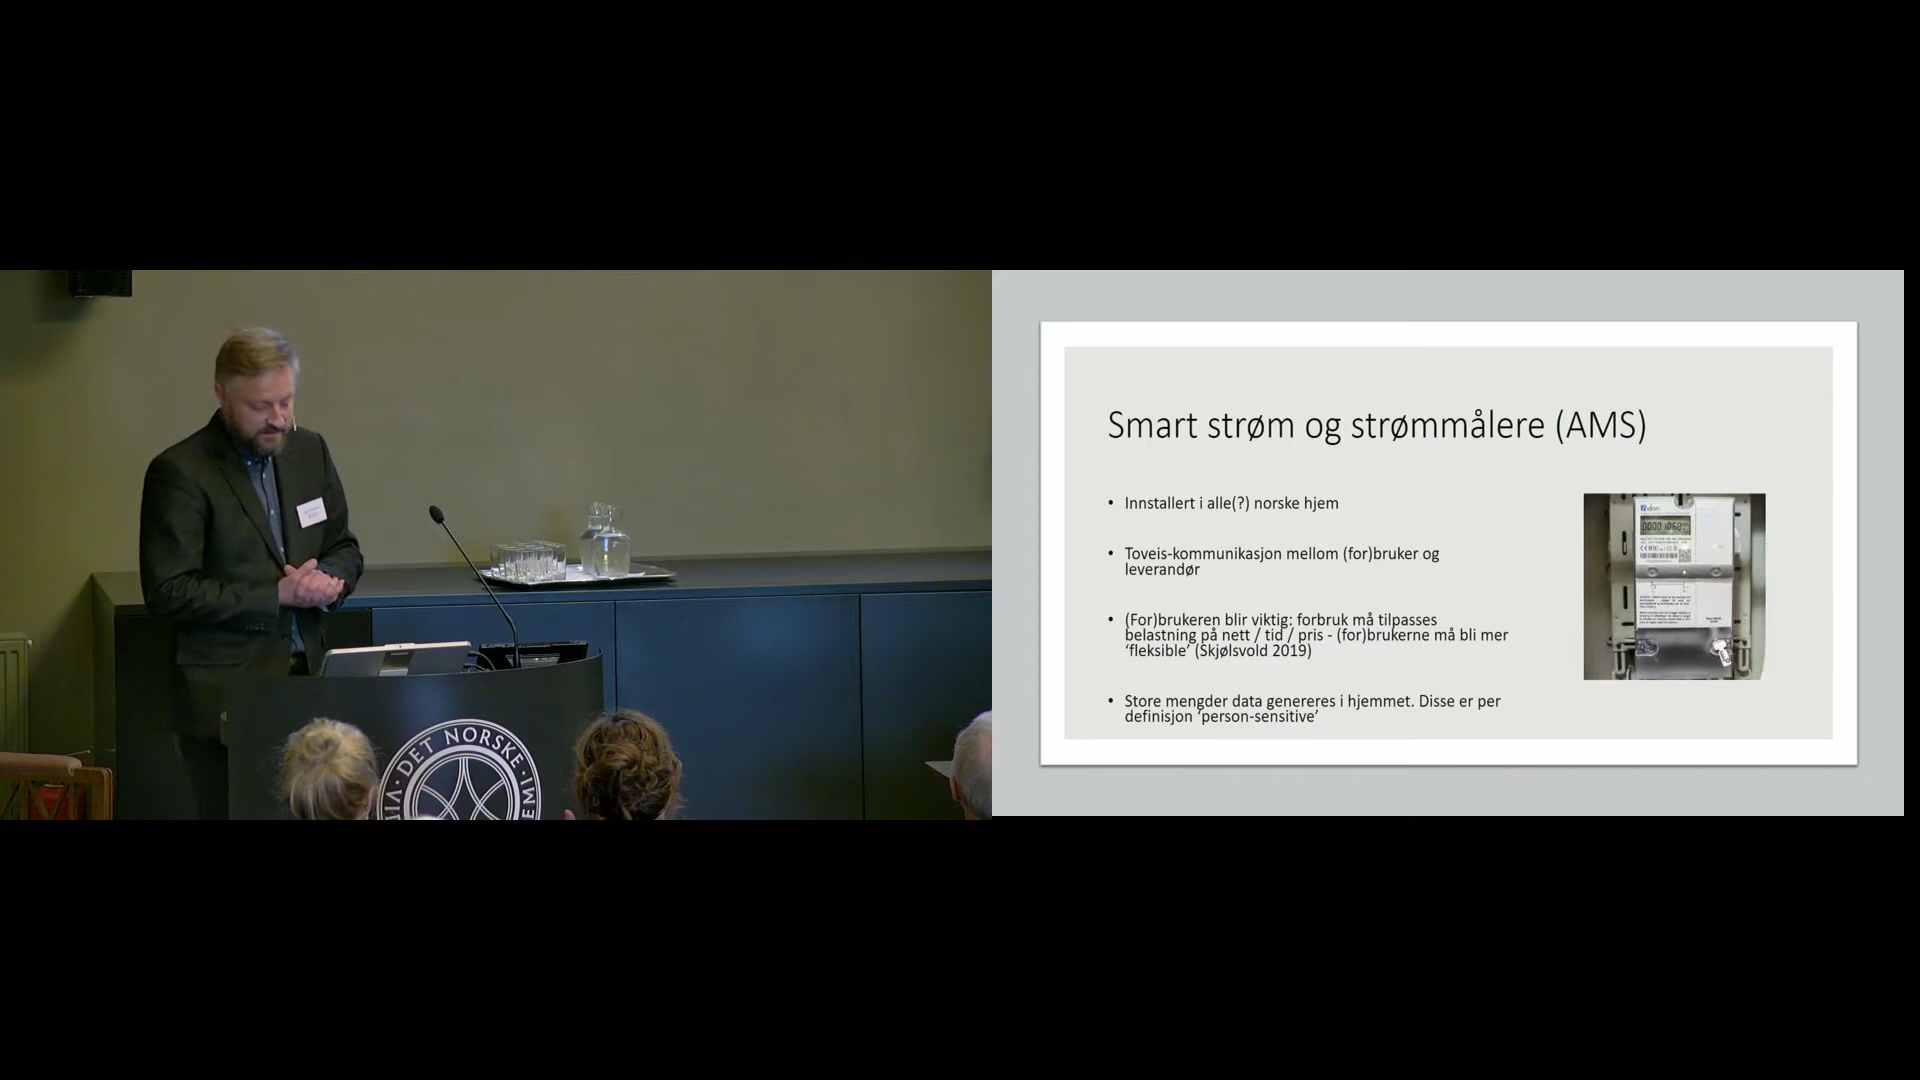 DET NORSKE
Smart strøm og strømmålere (AMS)
• Innstallert i alle(?) norske hjem
• Toveis-kommunikasjon mellom (for)bruker og
leverandør
• (For)brukeren blir viktig: forbruk må tilpasses
belastning på nett / tid / pris - (for)brukerne må bli mer
‘fleksible’ (Skjølsvold 2019)
• Store mengder data genereres i hjemmet. Disse er per
definisjon ‘person-sensitive’